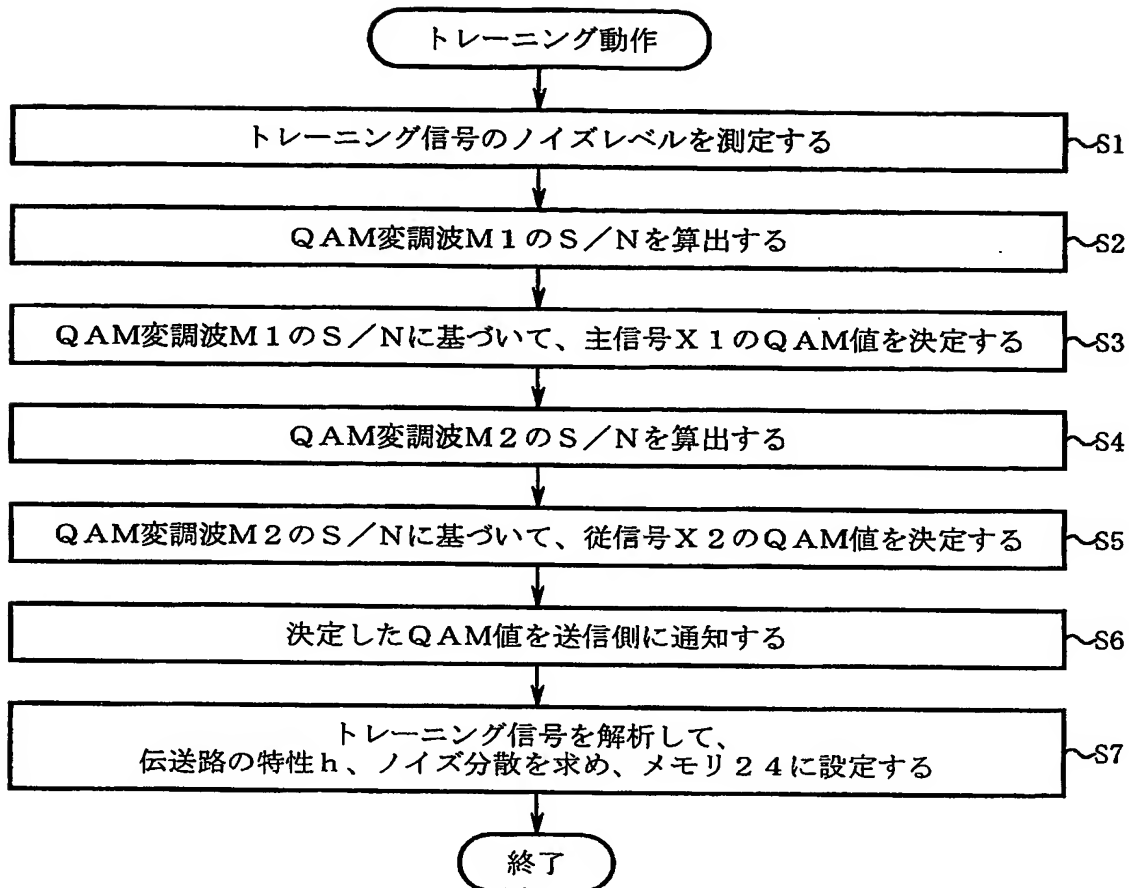 トレーニング動作
トレーニング信号のノイズレベルを測定する
S1
QAM変調波M1のS/Nを算出する
S2
QAM変調波M1のS/Nに基づいて、主信号X1のQAM値を決定する
S3
QAM変調波M2のS/Nを算出する
S4
QAM変調波M2のS/Nに基づいて、従信号X2のQAM値を決定する
S5
決定したQAM値を送信側に通知する
S6
トレーニング信号を解析して、
伝送路の特性h、ノイズ分散を求め、メモリ24に設定する
S7
終了